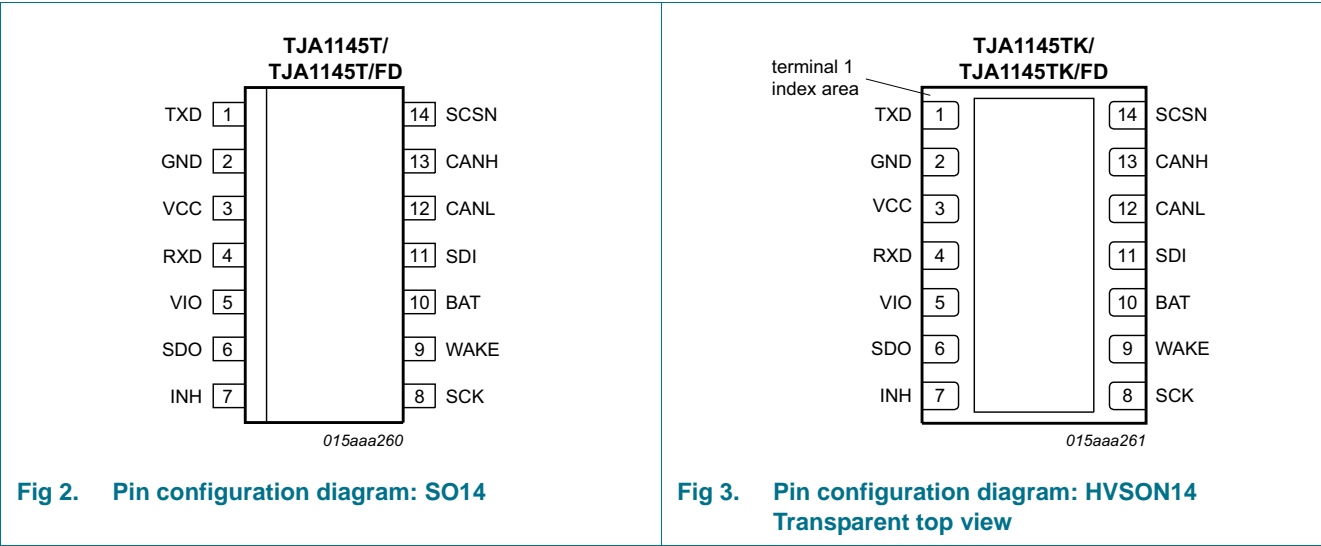 TJA1145T/
TJA1145T/FD
TXD 1
GND 2
VCC 3
RXD 4
VIO 5
SDO 6
INH 7
14 SCSN
13 CANH
12 CANL
11 SDI
10 BAT
9 WAKE
8 SCK
015aaa260
Fig 2. Pin configuration diagram: SO14
TJA1145TK/
TJA1145TK/FD
terminal 1
index area
TXD 1
GND 2
VCC 3
RXD 4
VIO 5
SDO 6
INH 7
14 SCSN
13 CANH
12 CANL
11 SDI
10 BAT
9 WAKE
8 SCK
015aaa261
Fig 3. Pin configuration diagram: HVSON14
Transparent top view